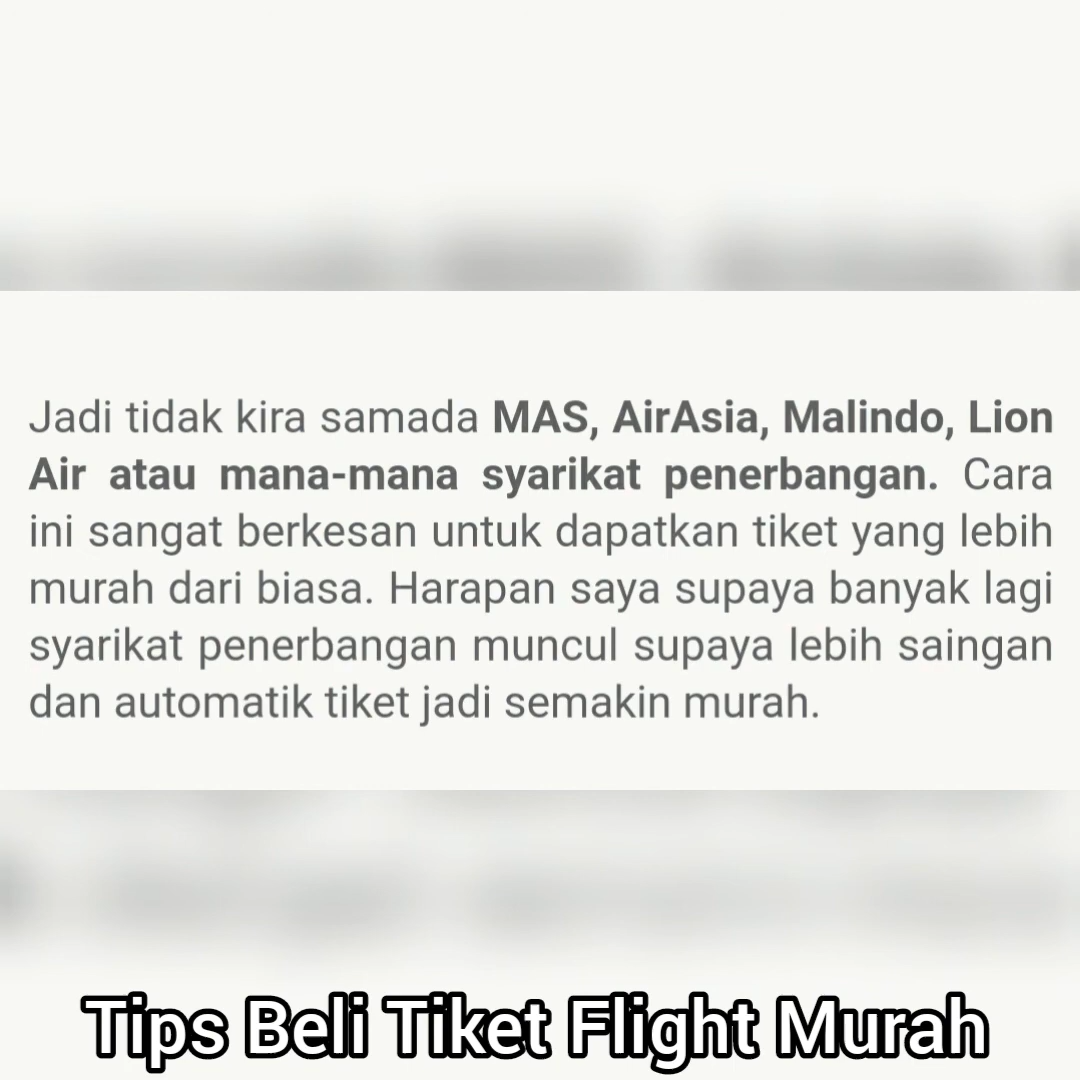 Jadi tidak kira samada MAS, AirAsia, Malindo, Lion
Air atau mana-mana syarikat penerbangan. Cara
ini sangat berkesan untuk dapatkan tiket yang lebih
murah dari biasa. Harapan saya supaya banyak lagi
syarikat penerbangan muncul supaya lebih saingan
dan automatik tiket jadi semakin murah.
Tips Beli Tiket Flight Murah